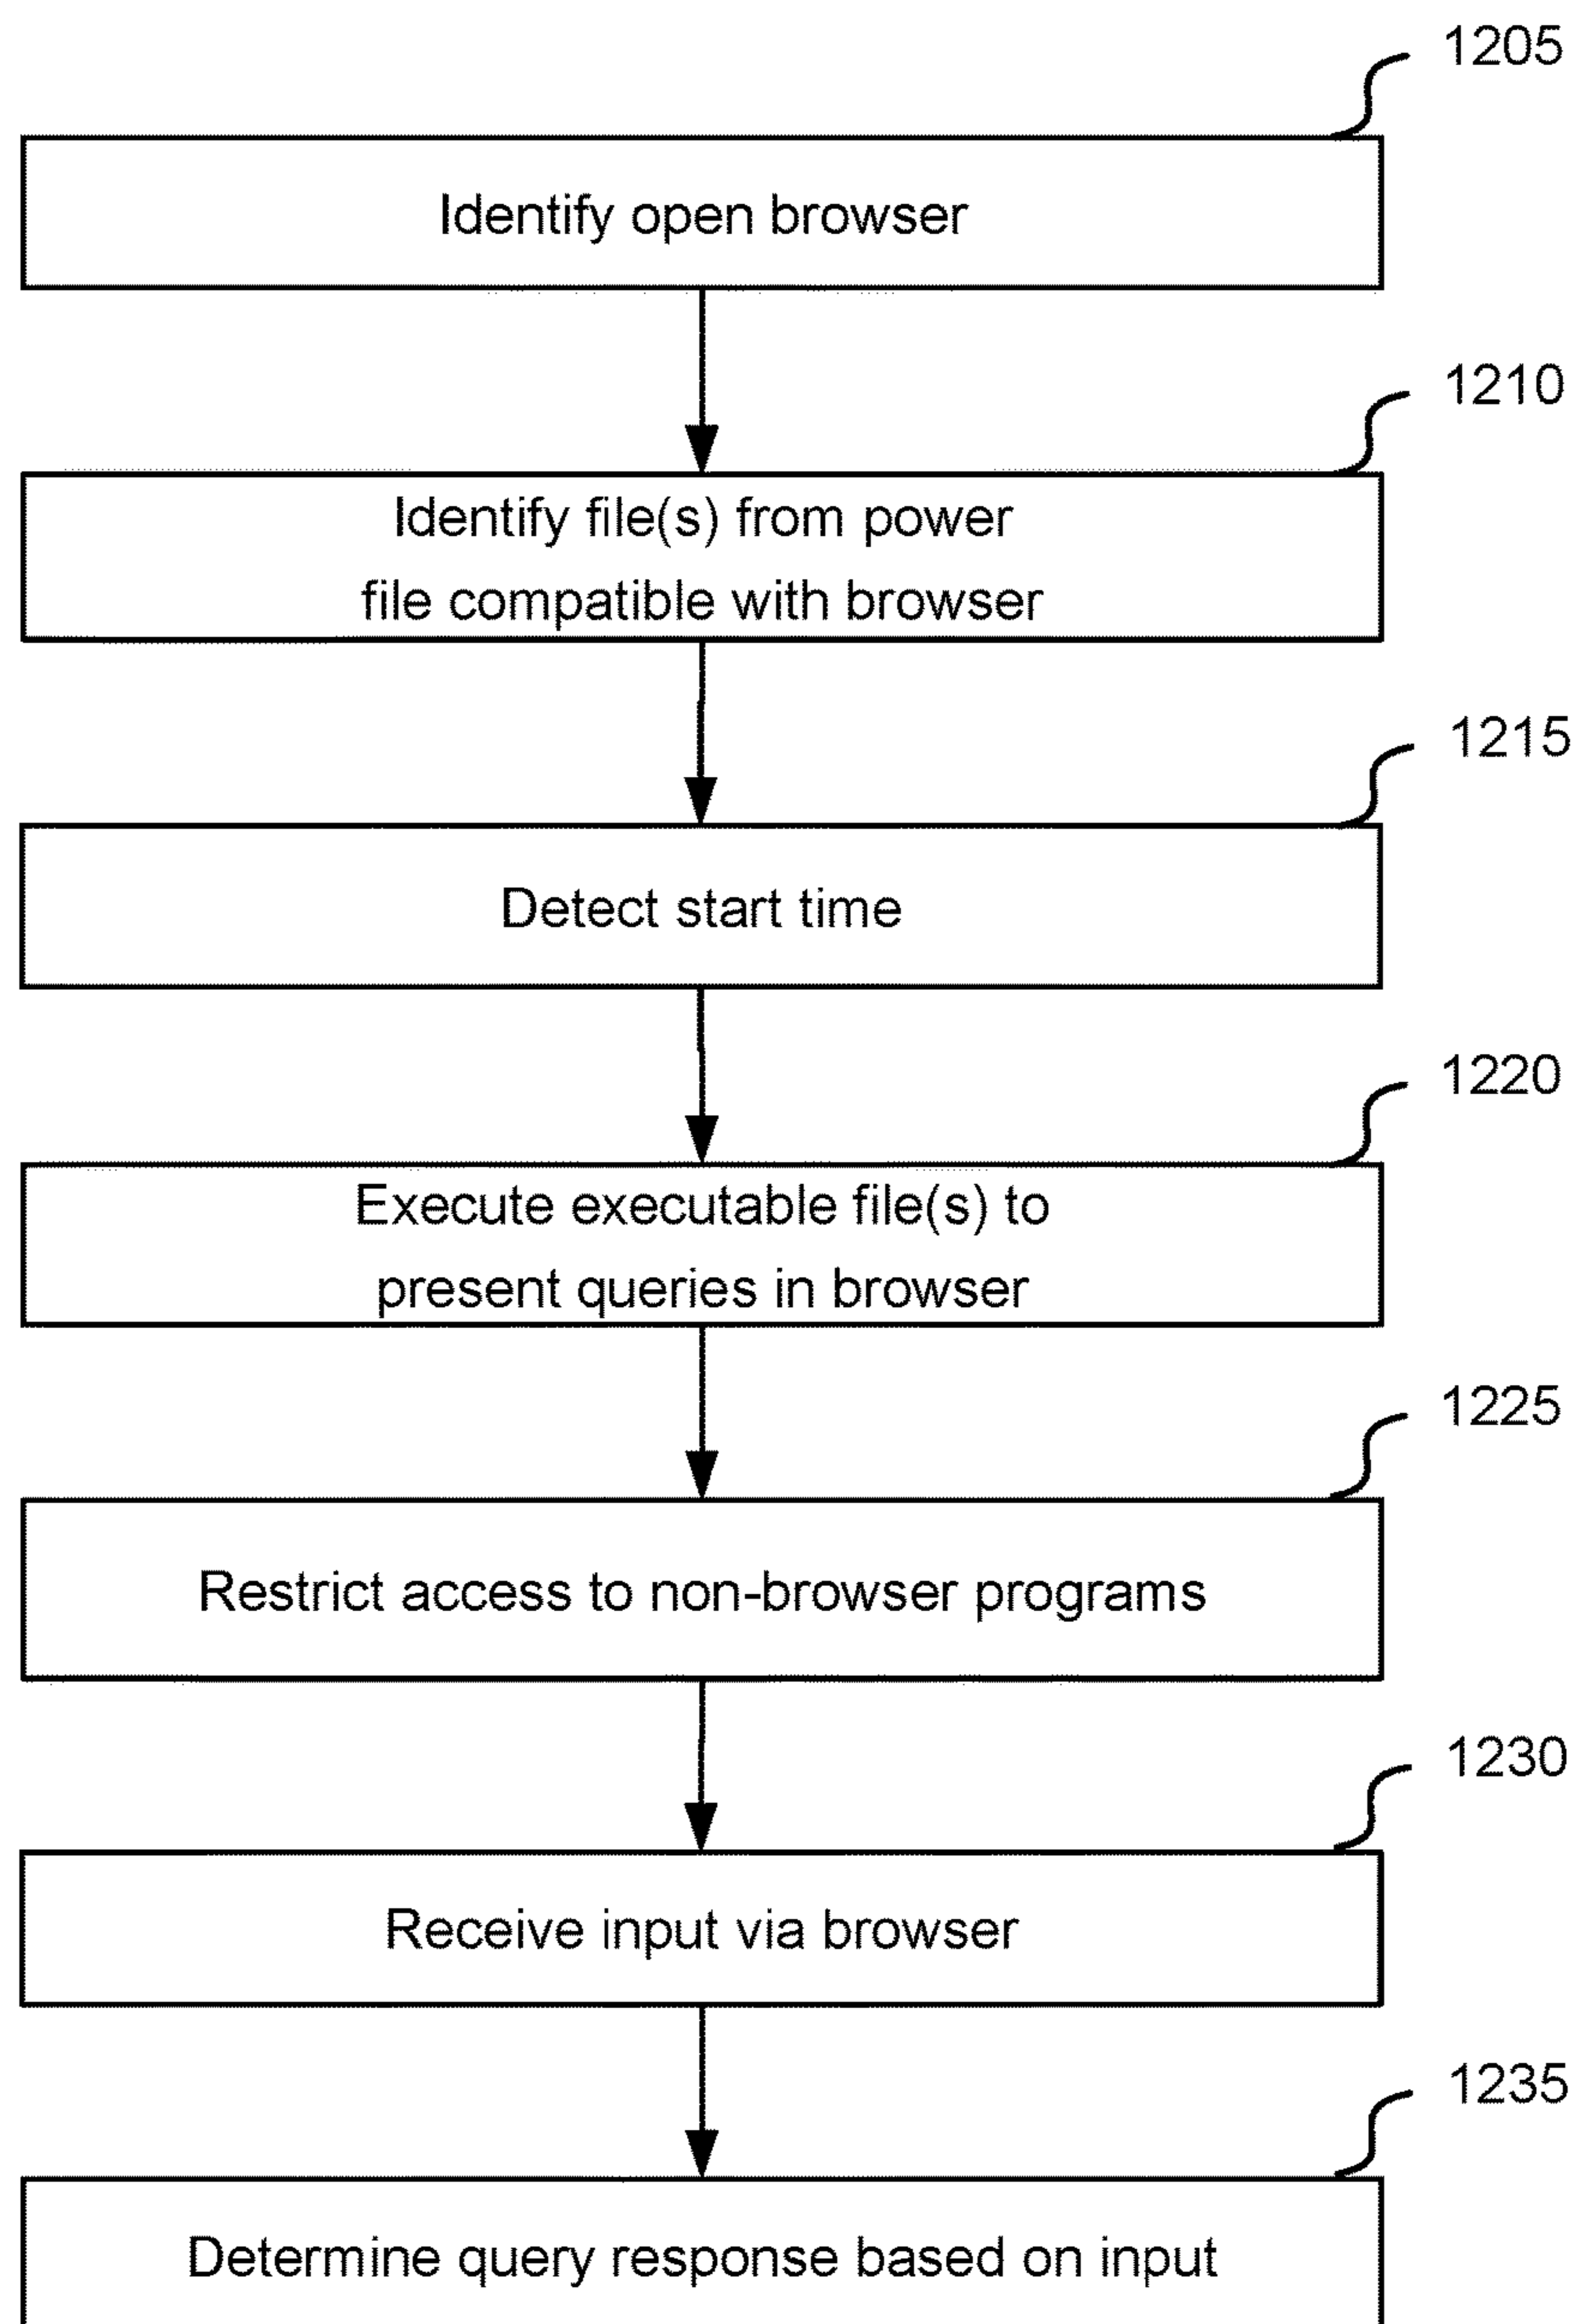 1205
Identify open browser
1210
Identify file(s) from power
file compatible with browser
1215
Detect start time
1220
Execute executable file(s) to
present queries in browser
1225
Restrict access to non-browser programs
1230
Receive input via browser
1235
Determine query response based on input